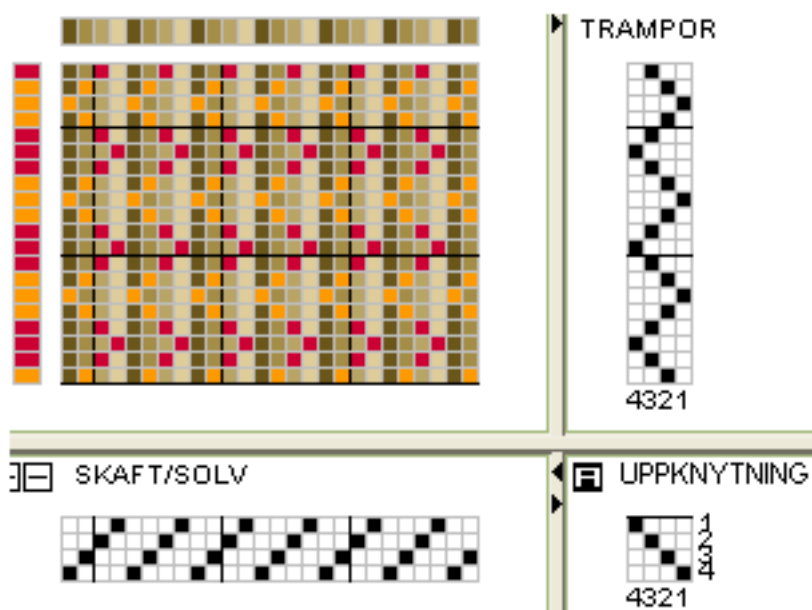 TRAMPOR
4321
SKAFT/SOLV
UPPKNYTNING
1
2
3
4
4321